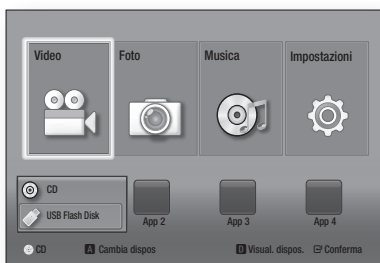 Video Foto Musica Impostazioni
CD
USB Flash Disk
App 2 App 3 App 4
CD A Cambia dispos D Visual. dispos. Conferma